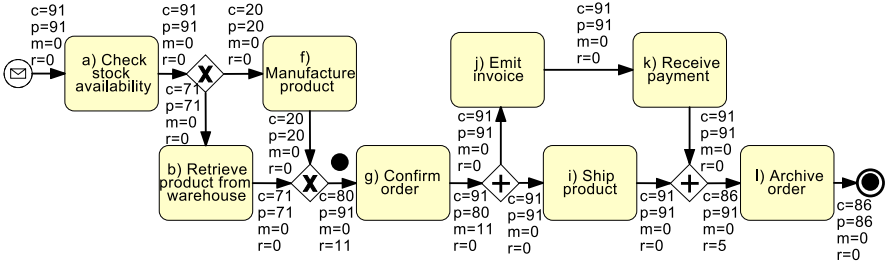 c=91
p=91
m=0
r=0
a) Check
stock
availability
c=91
p=91
m=0
r=0
X
c=20
p=20
m=0
r=0
f)
Manufacture
product
c=71
p=71
m=0
r=0
b) Retrieve
product from
warehouse
c=71
p=71
m=0
r=0
c=20
p=20
m=0
r=0
X
c=80
p=91
m=0
r=11
g) Confirm
order
c=91
p=80
m=11
r=0
c=91
p=91
m=0
r=0
j) Emit
invoice
c=91
p=91
m=0
r=0
k) Receive
payment
c=91
p=91
m=0
r=0
i) Ship
product
c=91
p=91
m=0
r=0
c=91
p=91
m=0
r=0
c=86
p=91
m=0
r=5
l) Archive
order
c=86
p=86
m=0
r=0